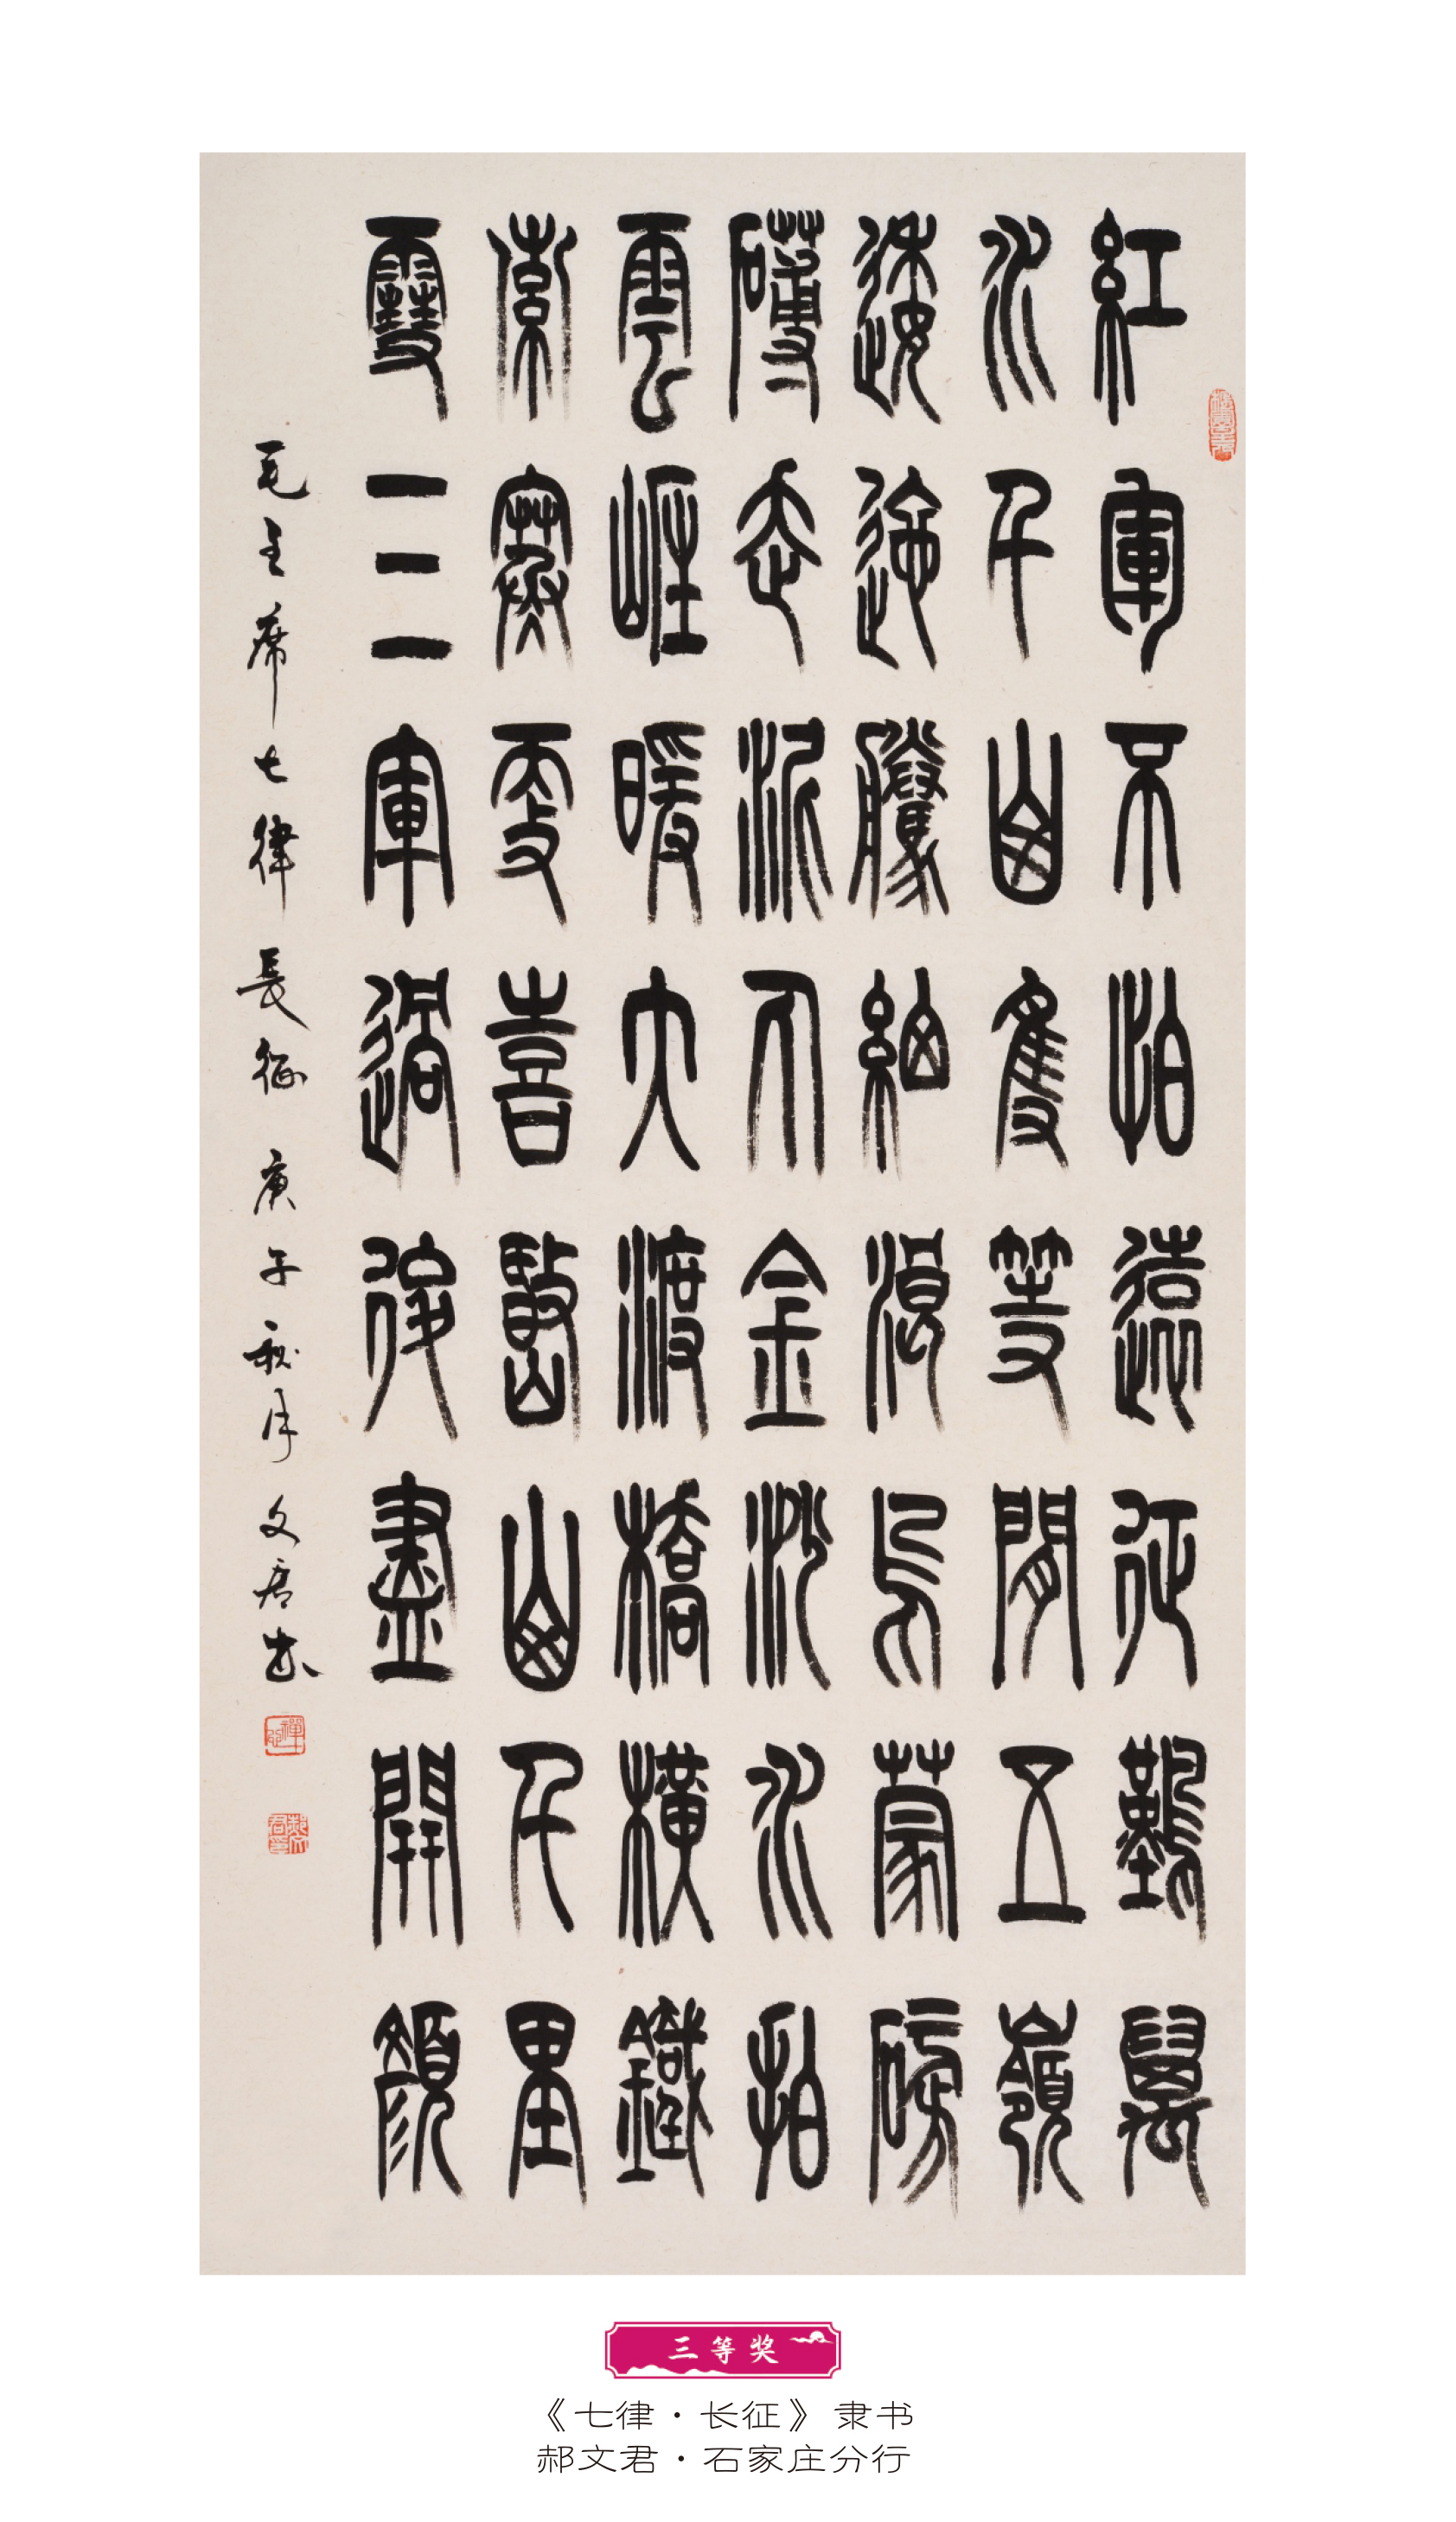 紅軍不怕遠征難萬
水千山隻等閒五嶺
逶迤騰細浪烏蒙磅
礴走泥丸金沙水拍
雲崖暖大渡橋橫鐵
索寒更喜岷山千里
雪三軍過後盡開顏
毛主席七律長征 庚子秋月 文君书
三等奖
《七律·长征》隶书
郝文君·石家庄分行